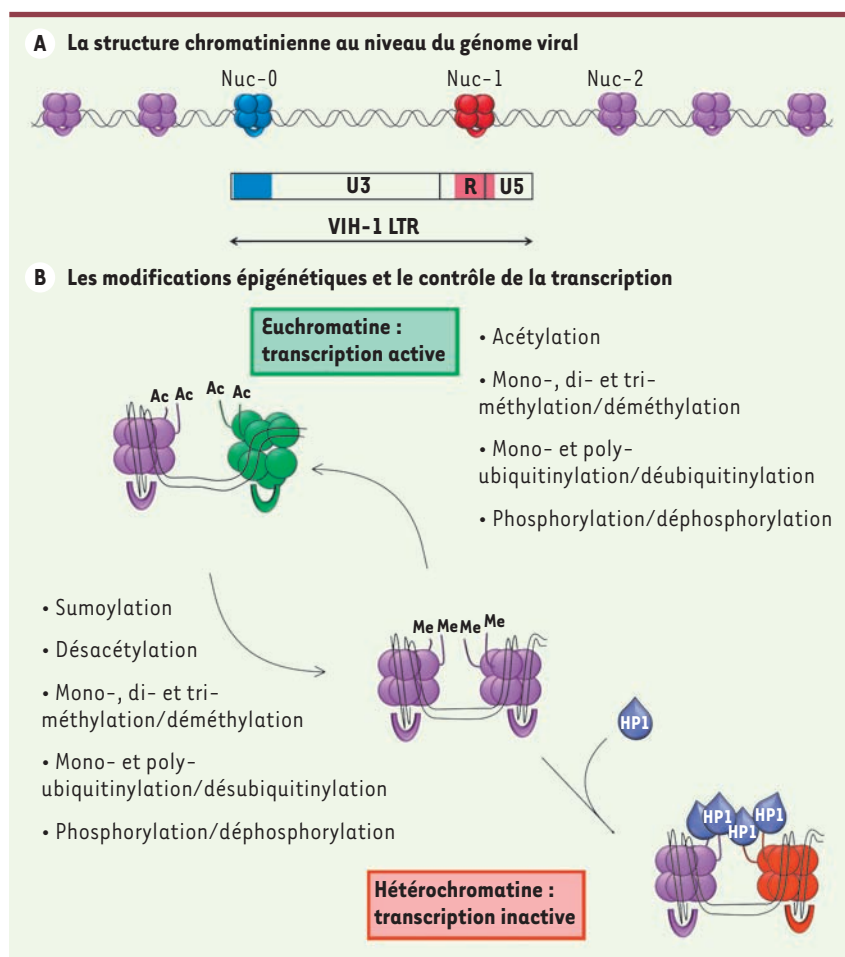 A La structure chromatinienne au niveau du génome viral
Nuc-0 Nuc-1 Nuc-2
U3 R U5
VIH-1 LTR
B Les modifications épigénétiques et le contrôle de la transcription
Euchromatine :
transcription active
• Acétylation
• Mono-, di- et tri-
méthylation/déméthylation
• Mono- et poly-
ubiquitinylation/déubiquitinylation
• Phosphorylation/déphosphorylation
Ac Ac Ac Ac
• Sumoylation
• Désacétylation
• Mono-, di- et tri-
méthylation/déméthylation
• Mono- et poly-
ubiquitinylation/désubiquitinylation
• Phosphorylation/déphosphorylation
Me Me Me Me
HP1
HP1 HP1 HP1
Hétérochromatine :
transcription inactive